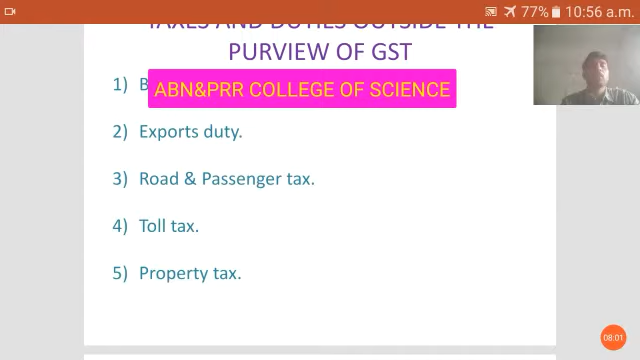 77% 10:56 a.m.
TAXES AND DUTIES OUTSIDE THE
PURVIEW OF GST
1) B
ABN&PRR COLLEGE OF SCIENCE
2) Exports duty.
3) Road & Passenger tax.
4) Toll tax.
5) Property tax.
08:01